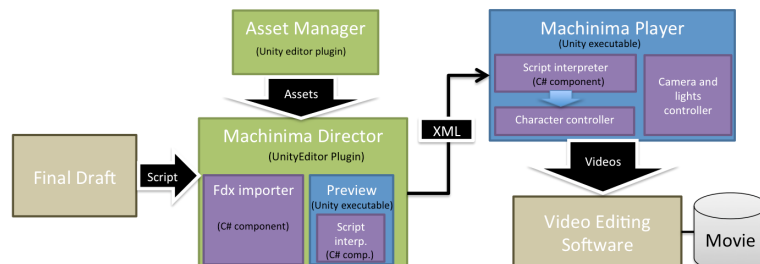 Asset Manager
(Unity editor plugin)
Assets
Final Draft
Script
Machinima Director
(UnityEditor Plugin)
Fdx importer
(C# component)
Preview
(Unity executable)
Script
interp.
(C# comp.)
XML
Machinima Player
(Unity executable)
Script interpreter
(C# component)
Character controller
Camera and
lights
controller
Videos
Video Editing
Software
Movie